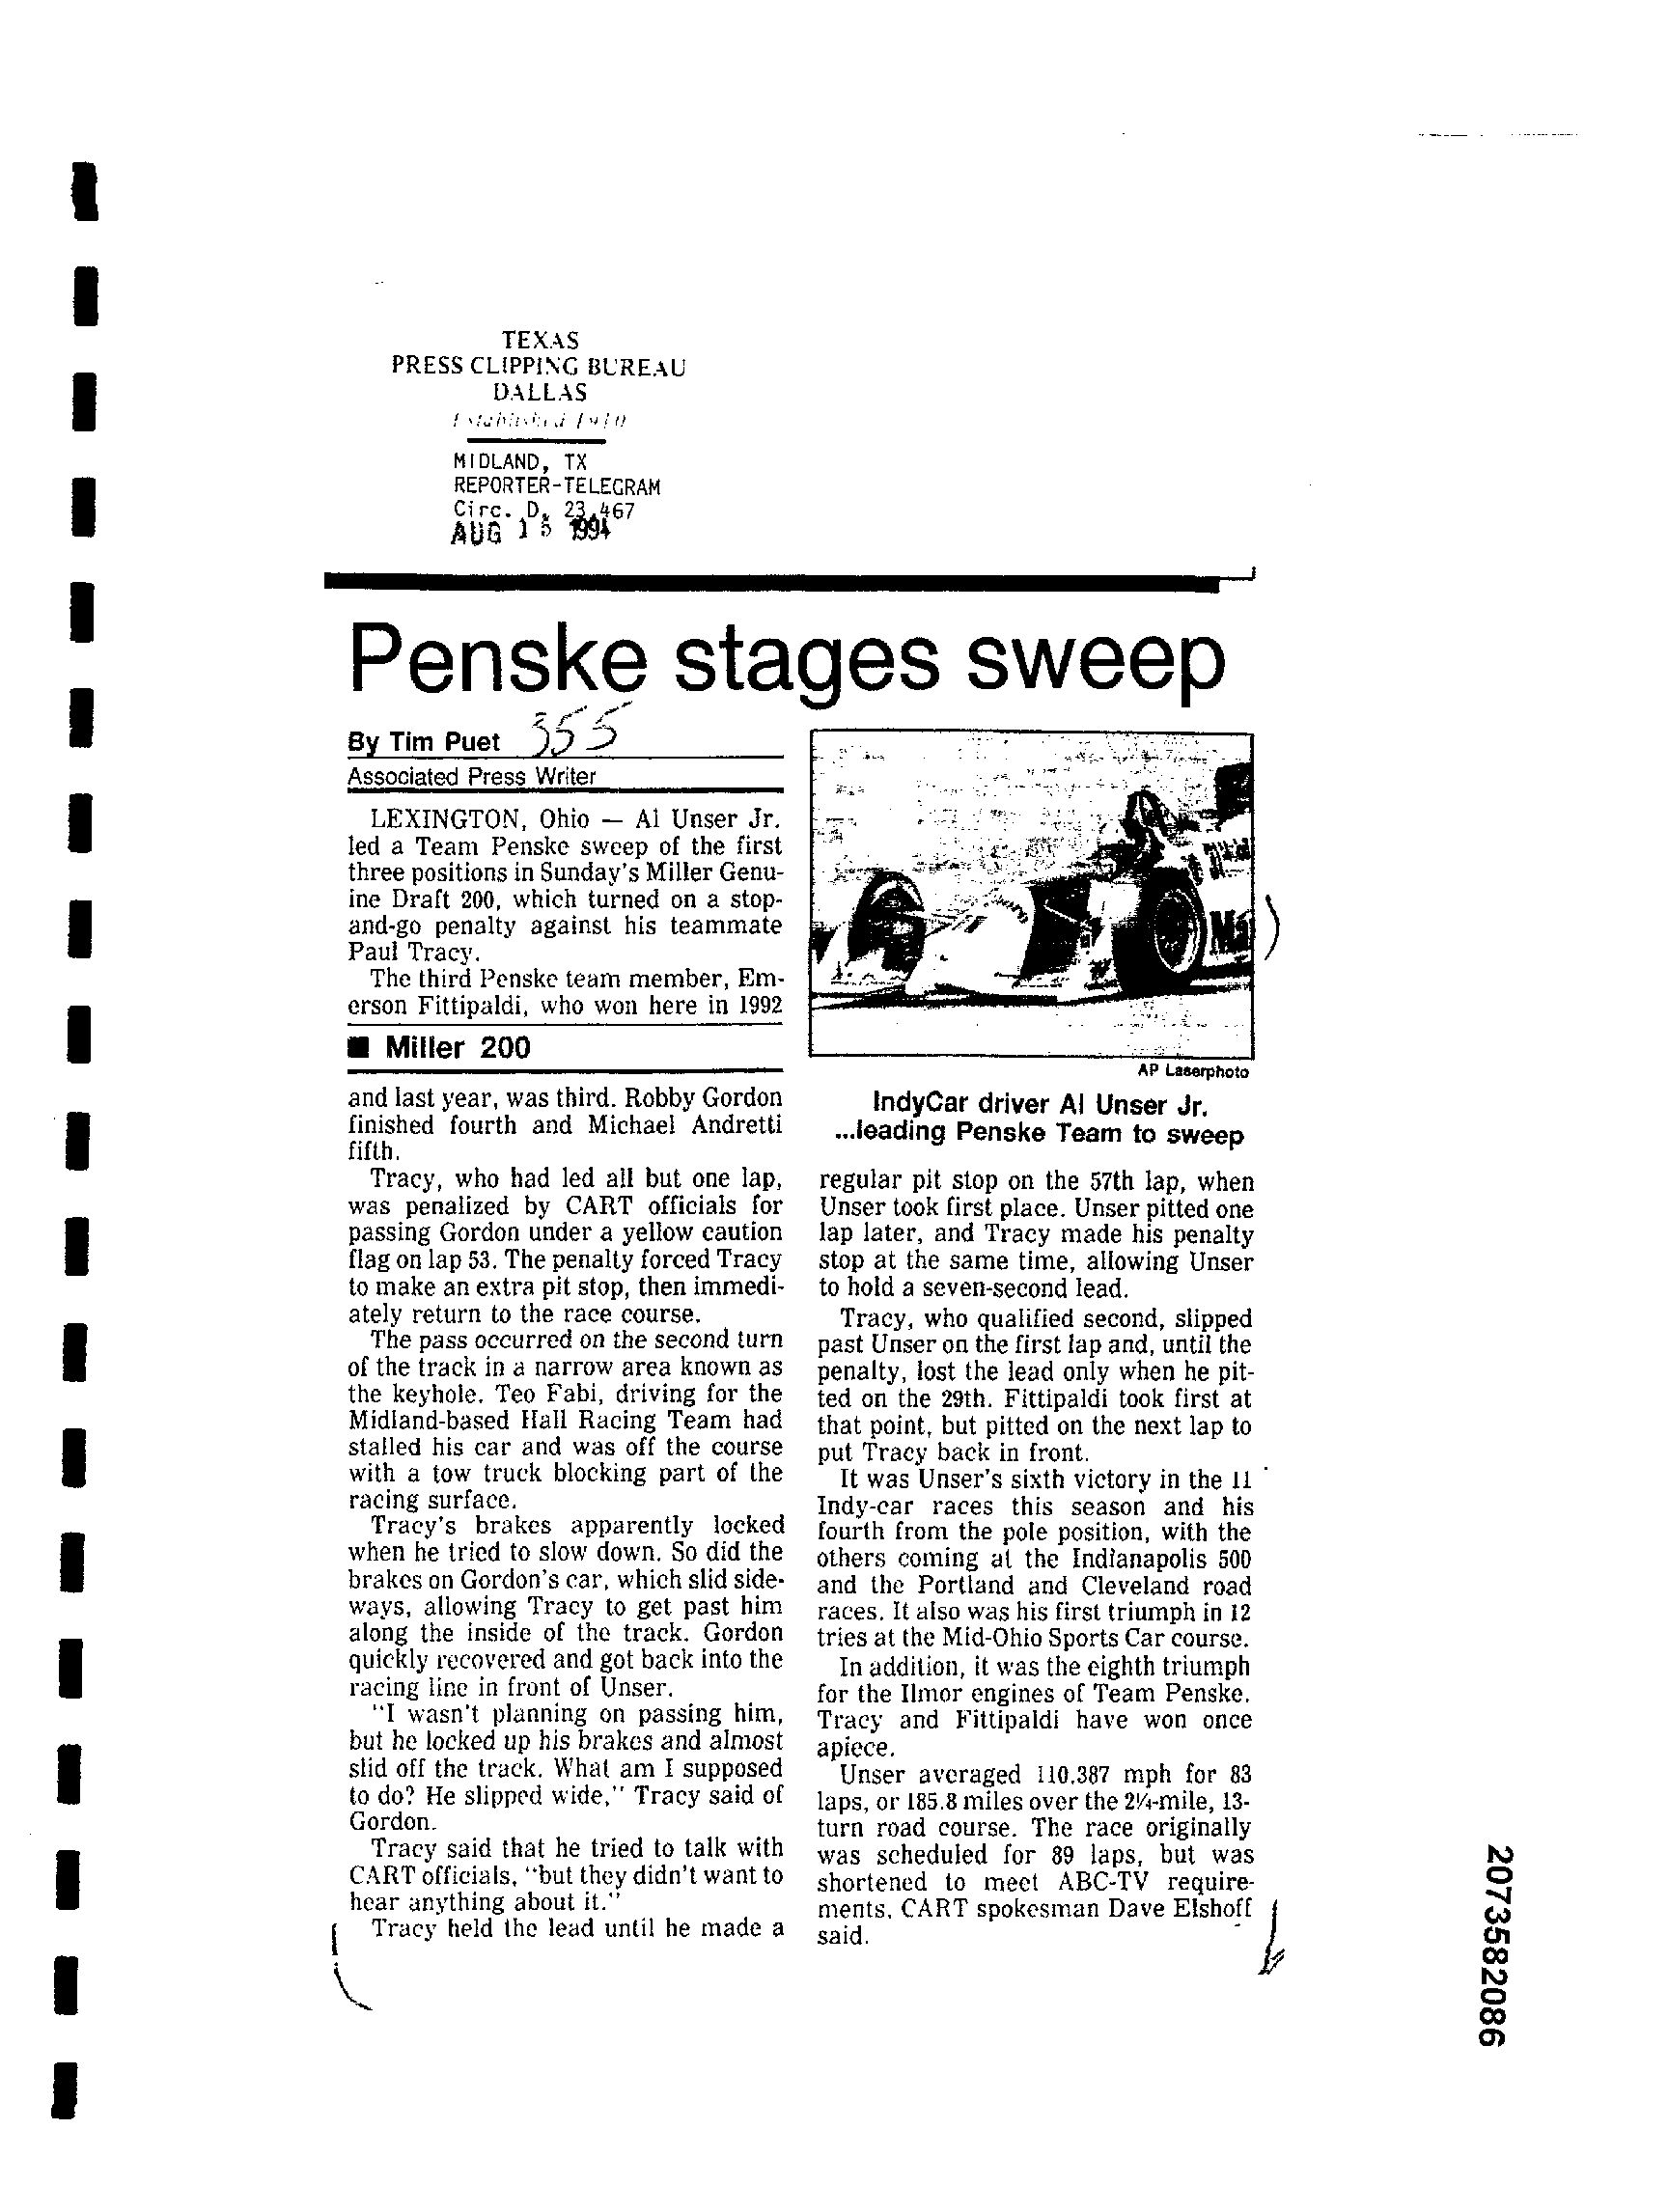 TEXAS
PRESS CLIPPING BUREAU
DALLAS
Established 1910
MIDLAND, TX
REPORTER-TELEGRAM
Circ. D. 23,467
AUG 15 1994
Penske stages sweep
By Tim Puet 355
Associated Press Writer
LEXINGTON, Ohio — Al Unser Jr.
led a Team Penske sweep of the first
three positions in Sunday's Miller Genu-
ine Draft 200, which turned on a stop-
and-go penalty against his teammate
Paul Tracy.
The third Penske team member, Em-
erson Fittipaldi, who won here in 1992
■ Miller 200
and last year, was third. Robby Gordon
finished fourth and Michael Andretti
fifth.
Tracy, who had led all but one lap,
was penalized by CART officials for
passing Gordon under a yellow caution
flag on lap 53. The penalty forced Tracy
to make an extra pit stop, then immedi-
ately return to the race course.
The pass occurred on the second turn
of the track in a narrow area known as
the keyhole. Teo Fabi, driving for the
Midland-based Hall Racing Team had
stalled his car and was off the course
with a tow truck blocking part of the
racing surface.
Tracy's brakes apparently locked
when he tried to slow down. So did the
brakes on Gordon's car, which slid side-
ways, allowing Tracy to get past him
along the inside of the track. Gordon
quickly recovered and got back into the
racing line in front of Unser.
"I wasn't planning on passing him,
but he locked up his brakes and almost
slid off the track. What am I supposed
to do? He slipped wide," Tracy said of
Gordon.
Tracy said that he tried to talk with
CART officials, "but they didn't want to
hear anything about it."
Tracy held the lead until he made a
Ma
AP Laserphoto
IndyCar driver Al Unser Jr.
...leading Penske Team to sweep
regular pit stop on the 57th lap, when
Unser took first place. Unser pitted one
lap later, and Tracy made his penalty
stop at the same time, allowing Unser
to hold a seven-second lead.
Tracy, who qualified second, slipped
past Unser on the first lap and, until the
penalty, lost the lead only when he pit-
ted on the 29th. Fittipaldi took first at
that point, but pitted on the next lap to
put Tracy back in front.
It was Unser's sixth victory in the 11
Indy-car races this season and his
fourth from the pole position, with the
others coming at the Indianapolis 500
and the Portland and Cleveland road
races. It also was his first triumph in 12
tries at the Mid-Ohio Sports Car course.
In addition, it was the eighth triumph
for the Ilmor engines of Team Penske.
Tracy and Fittipaldi have won once
apiece.
Unser averaged 110.387 mph for 83
laps, or 185.8 miles over the 2¼-mile, 13-
turn road course. The race originally
was scheduled for 89 laps, but was
shortened to meet ABC-TV require-
ments, CART spokesman Dave Elshoff
said.
2073582086